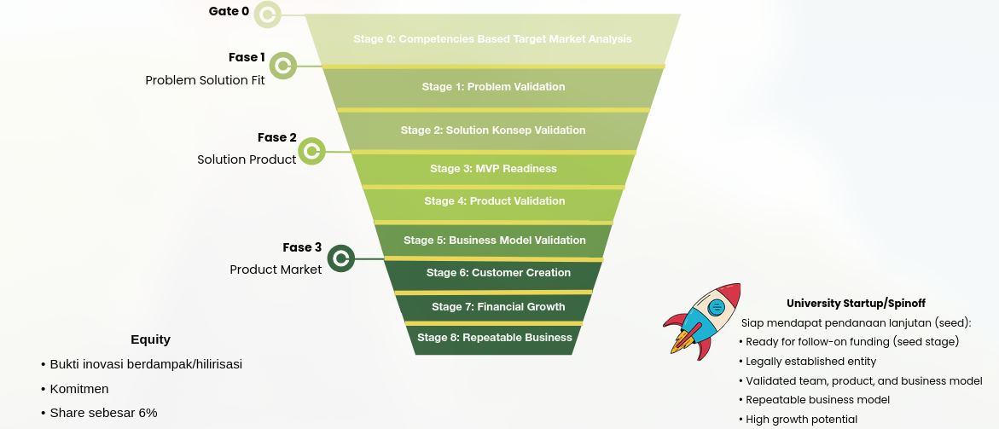 Gate 0
Stage 0: Competencies Based Target Market Analysis
Fase 1
Problem Solution Fit
Stage 1: Problem Validation
Stage 2: Solution Konsep Validation
Fase 2
Solution Product
Stage 3: MVP Readiness
Stage 4: Product Validation
Stage 5: Business Model Validation
Fase 3
Product Market
Stage 6: Customer Creation
Stage 7: Financial Growth
Stage 8: Repeatable Business
Equity
• Bukti inovasi berdampak/hilirisasi
• Komitmen
• Share sebesar 6%
University Startup/Spinoff
Siap mendapat pendanaan lanjutan (seed):
• Ready for follow-on funding (seed stage)
• Legally established entity
• Validated team, product, and business model
• Repeatable business model
• High growth potential